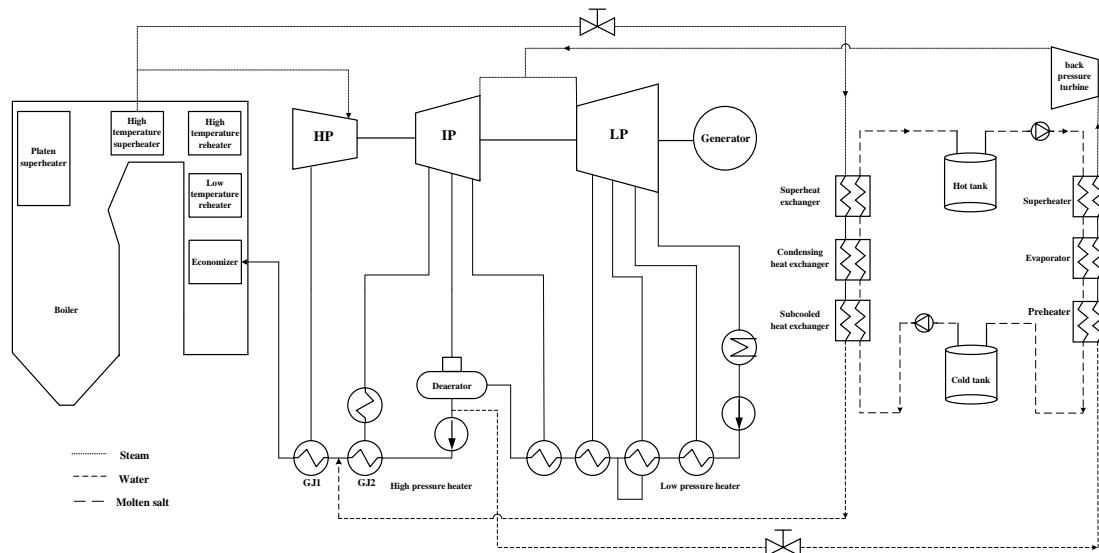 back
pressure
turbine
High
temperature
superheater
High
temperature
reheater
Platen
superheater
HP
IP
LP
Generator
Low
temperature
reheater
Superheat
exchanger
Hot tank
Superheater
Economizer
Condensing
heat exchanger
Evaporator
Boiler
Subcooled
heat exchanger
Preheater
Deaerator
Cold tank
Steam
Water
Molten salt
GJ1
GJ2
High pressure heater
Low pressure heater